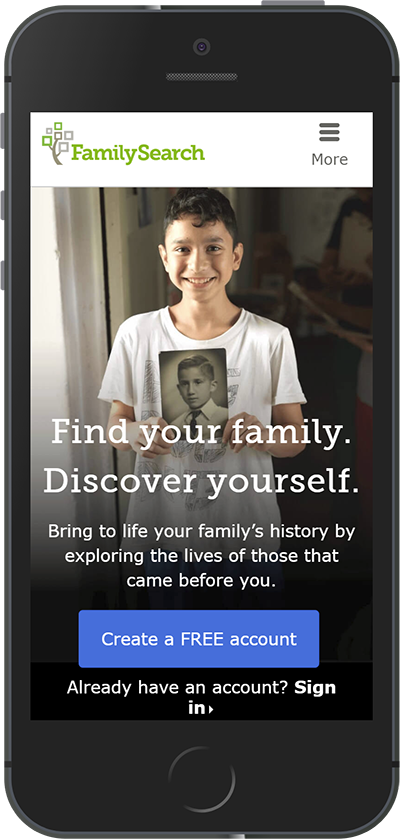 FamilySearch
More
Find your family.
Discover yourself.
Bring to life your family’s history by
exploring the lives of those that
came before you.
Create a FREE account
Already have an account? Sign
in